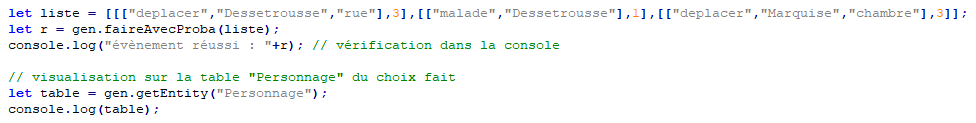 let liste = [[["deplacer","Dessetrousse","rue"],3],[["malade","Dessetrousse"],1],[["deplacer","Marquise","chambre"],3]];
let r = gen.faireAvecProba(liste);
console.log("évènement réussi : "+r); // vérification dans la console
// visualisation sur la table "Personnage" du choix fait
let table = gen.getEntity("Personnage");
console.log(table);